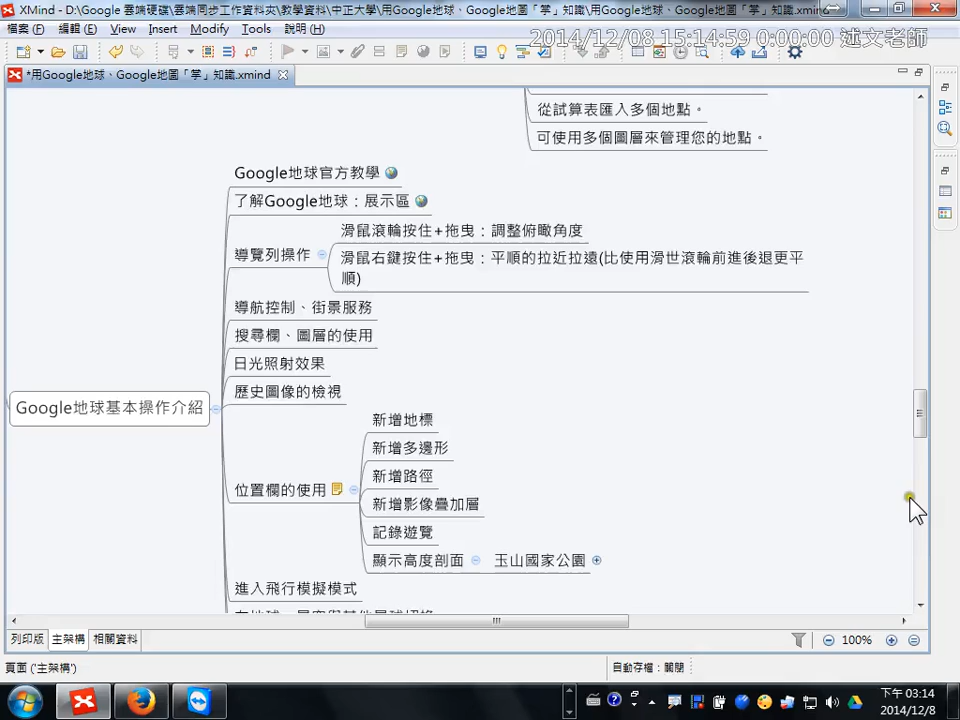 XMind - D:\Google 雲端硬碟\雲端同步工作資料夾\教學資料\中正大學\用Google地球、Google地圖「掌」知識\用Google地球、Google地圖「掌」知識.xmind
檔案 (F) 編輯 (E) View Insert Modify Tools 說明 (H)
2014/12/08 15:14:59 0:00:00 述文老師
*用Google地球、Google地圖「掌」知識.xmind
從試算表匯入多個地點。
可使用多個圖層來管理您的地點。
Google地球官方教學
了解Google地球：展示區
導覽列操作
滑鼠滾輪按住+拖曳：調整俯瞰角度
滑鼠右鍵按住+拖曳：平順的拉近拉遠(比使用滑世滾輪前進後退更平
順)
導航控制、街景服務
搜尋欄、圖層的使用
日光照射效果
歷史圖像的檢視
Google地球基本操作介紹
位置欄的使用
新增地標
新增多邊形
新增路徑
新增影像疊加層
記錄遊覽
顯示高度剖面
玉山國家公園
進入飛行模擬模式
列印版 主架構 相關資料
100%
頁面 ('主架構')
自動存檔：關閉
下午 03:14
2014/12/8